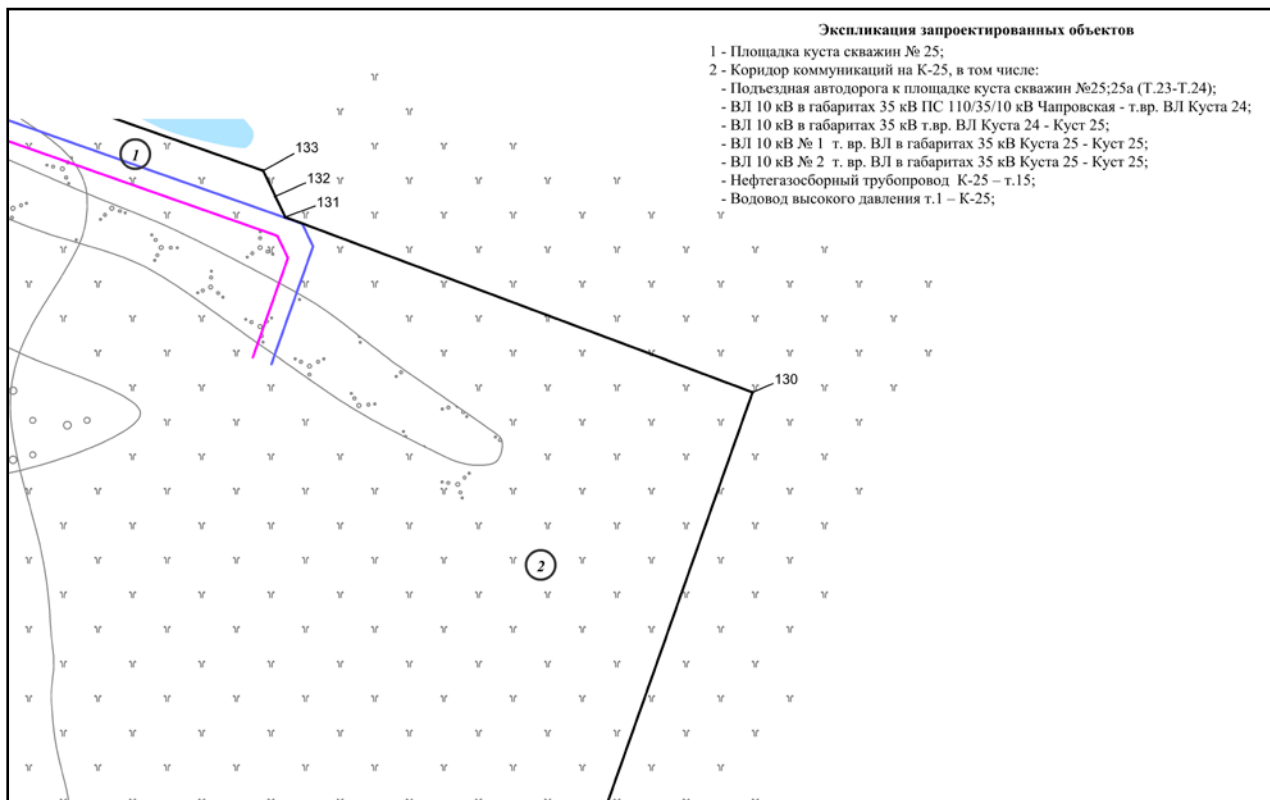 Экспликация запроектированных объектов
1 - Площадка куста скважин № 25;
2 - Коридор коммуникаций на К-25, в том числе:
- Подъездная автодорога к площадке куста скважин №25;25а (Т.23-Т.24);
- ВЛ 10 кВ в габаритах 35 кВ ПС 110/35/10 кВ Чапровская - т.вр. ВЛ Куста 24;
- ВЛ 10 кВ в габаритах 35 кВ т.вр. ВЛ Куста 24 - Куст 25;
- ВЛ 10 кВ № 1 т. вр. ВЛ в габаритах 35 кВ Куста 25 - Куст 25;
- ВЛ 10 кВ № 2 т. вр. ВЛ в габаритах 35 кВ Куста 25 - Куст 25;
- Нефтегазосборный трубопровод К-25 – т.15;
- Водовод высокого давления т.1 – К-25;
133
1
132
131
130
2